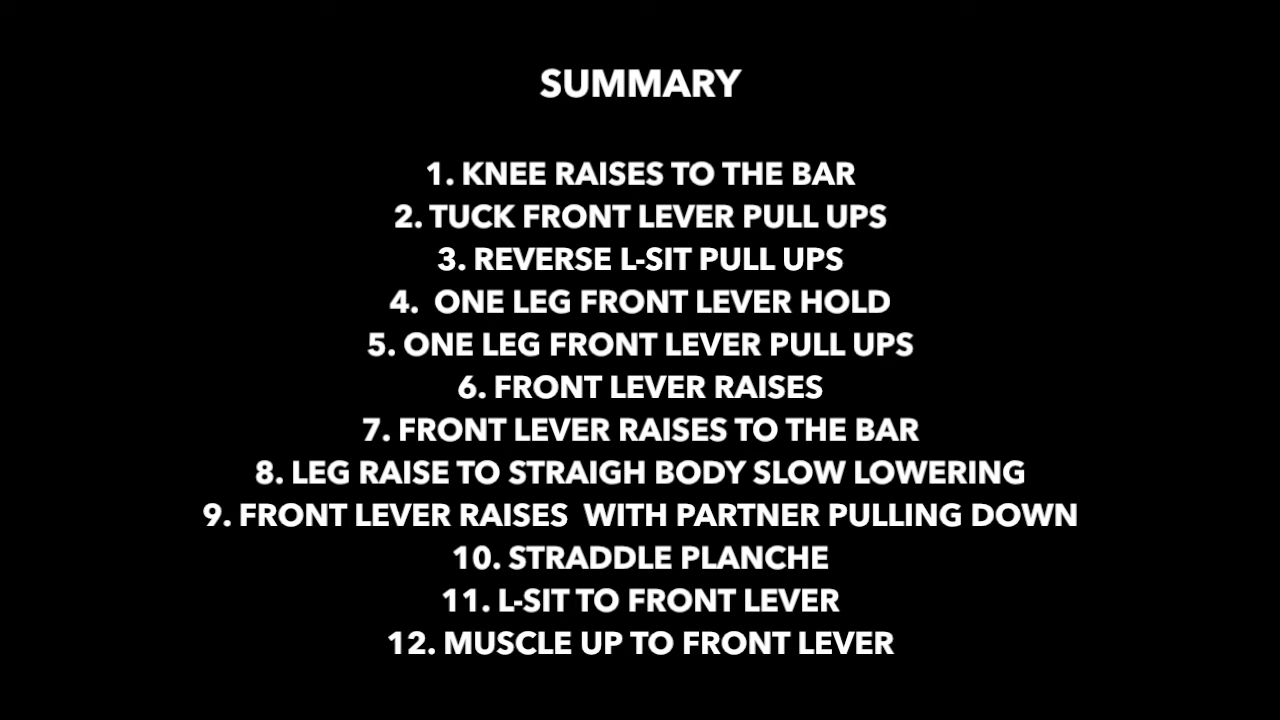 SUMMARY
1. KNEE RAISES TO THE BAR
2. TUCK FRONT LEVER PULL UPS
3. REVERSE L-SIT PULL UPS
4.  ONE LEG FRONT LEVER HOLD
5. ONE LEG FRONT LEVER PULL UPS
6. FRONT LEVER RAISES
7. FRONT LEVER RAISES TO THE BAR
8. LEG RAISE TO STRAIGH BODY SLOW LOWERING
9. FRONT LEVER RAISES  WITH PARTNER PULLING DOWN
10. STRADDLE PLANCHE
11. L-SIT TO FRONT LEVER
12. MUSCLE UP TO FRONT LEVER